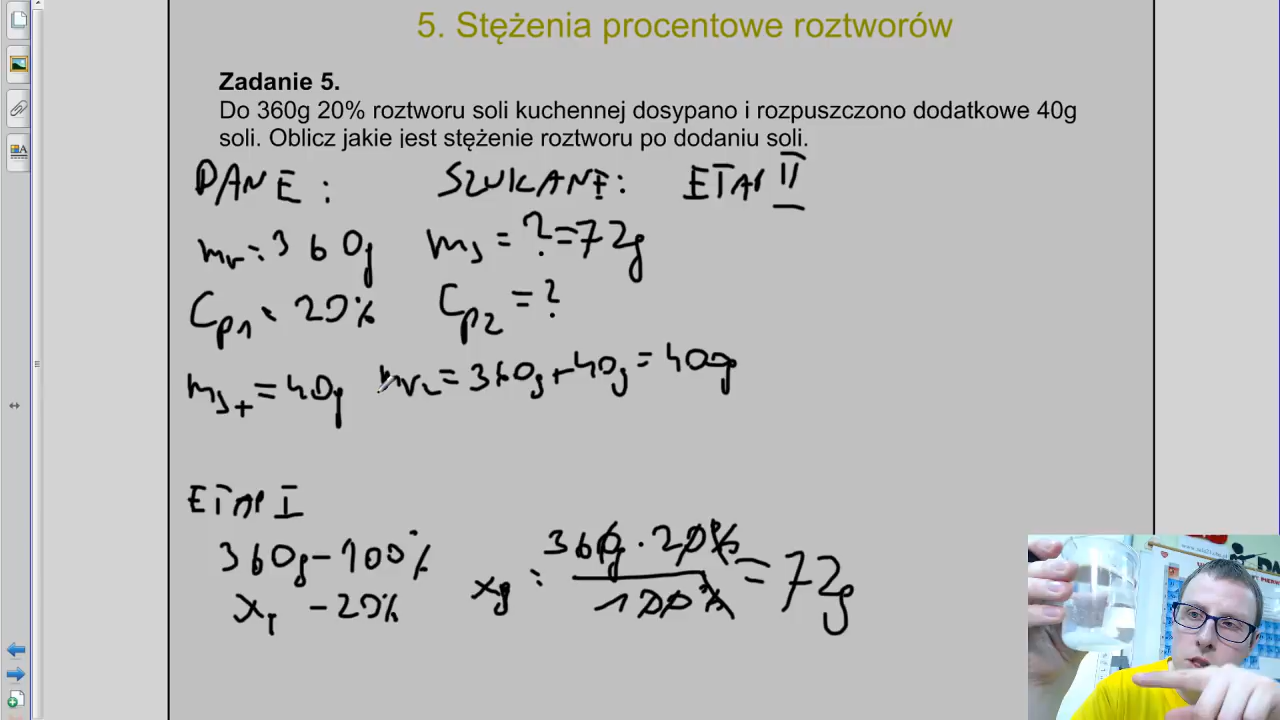 5. Stężenia procentowe roztworów
Zadanie 5.
Do 360g 20% roztworu soli kuchennej dosypano i rozpuszczono dodatkowe 40g
soli. Oblicz jakie jest stężenie roztworu po dodaniu soli.
DANE: SZUKANE: ETAP II
mr = 360g ms = ? = 72g
Cp1 = 20% Cp2 = ?
ms+ = 40g mr2 = 360g + 40g = 400g
ETAP I
360g - 100%
xg - 20%
xg = 360g · 20% / 100% = 72g